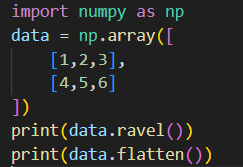 import numpy as np
data = np.array([
    [1,2,3],
    [4,5,6]
])
print(data.ravel())
print(data.flatten())